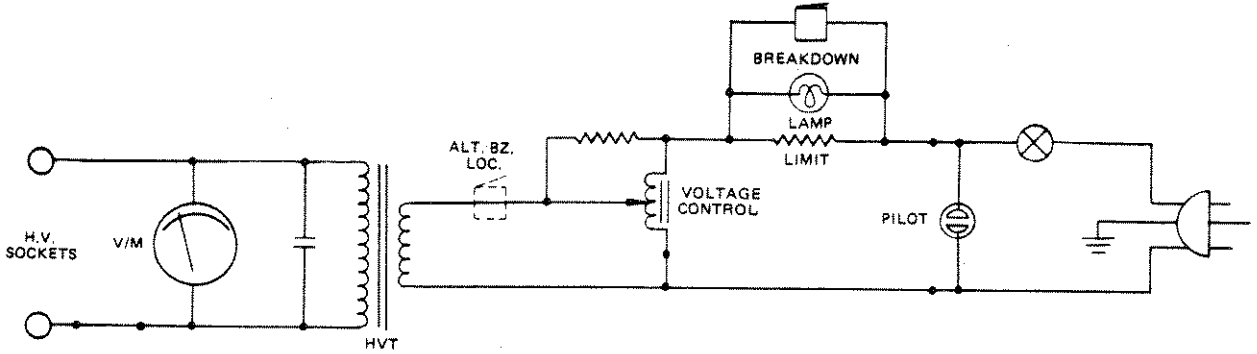 BREAKDOWN
LAMP
LIMIT
ALT. BZ.
LOC.
VOLTAGE
CONTROL
PILOT
H.V.
SOCKETS
V/M
HVT